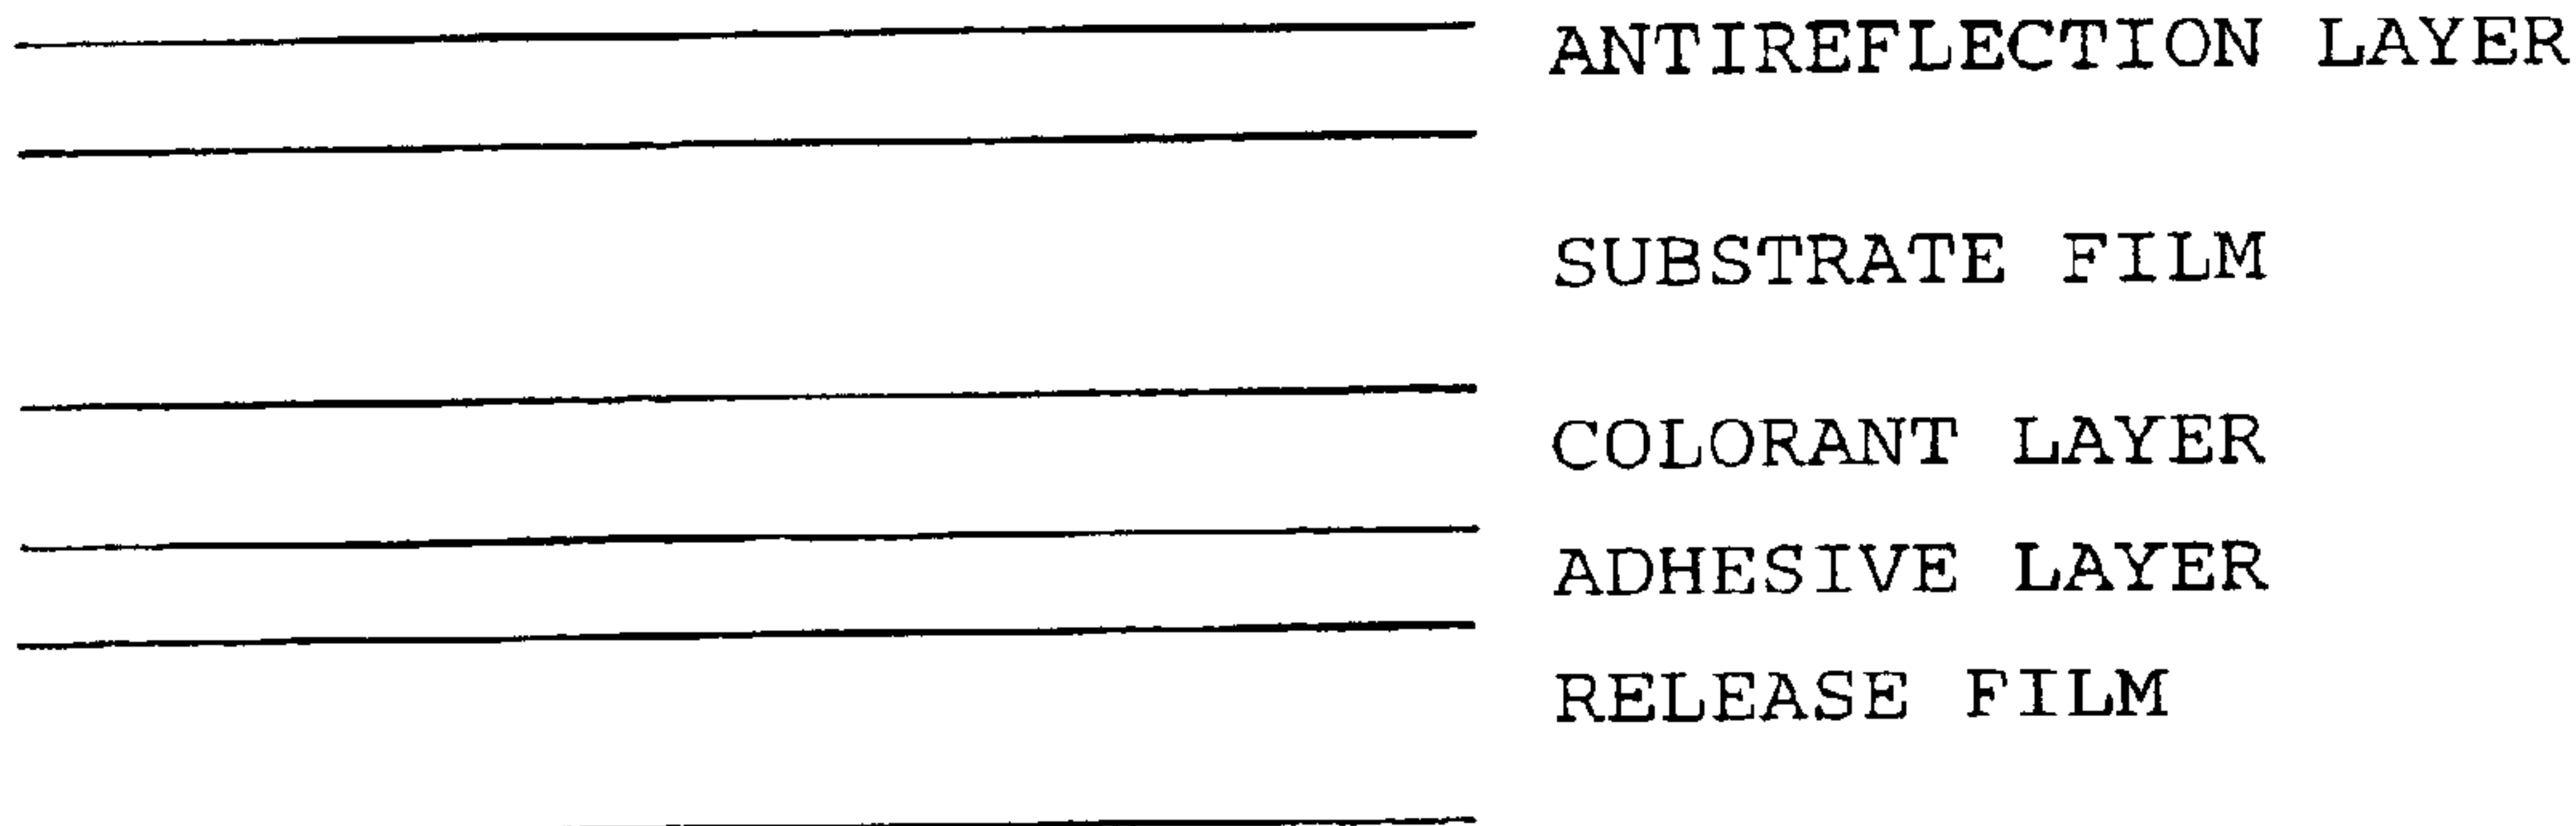 ANTIREFLECTION LAYER
SUBSTRATE FILM
COLORANT LAYER
ADHESIVE LAYER
RELEASE FILM